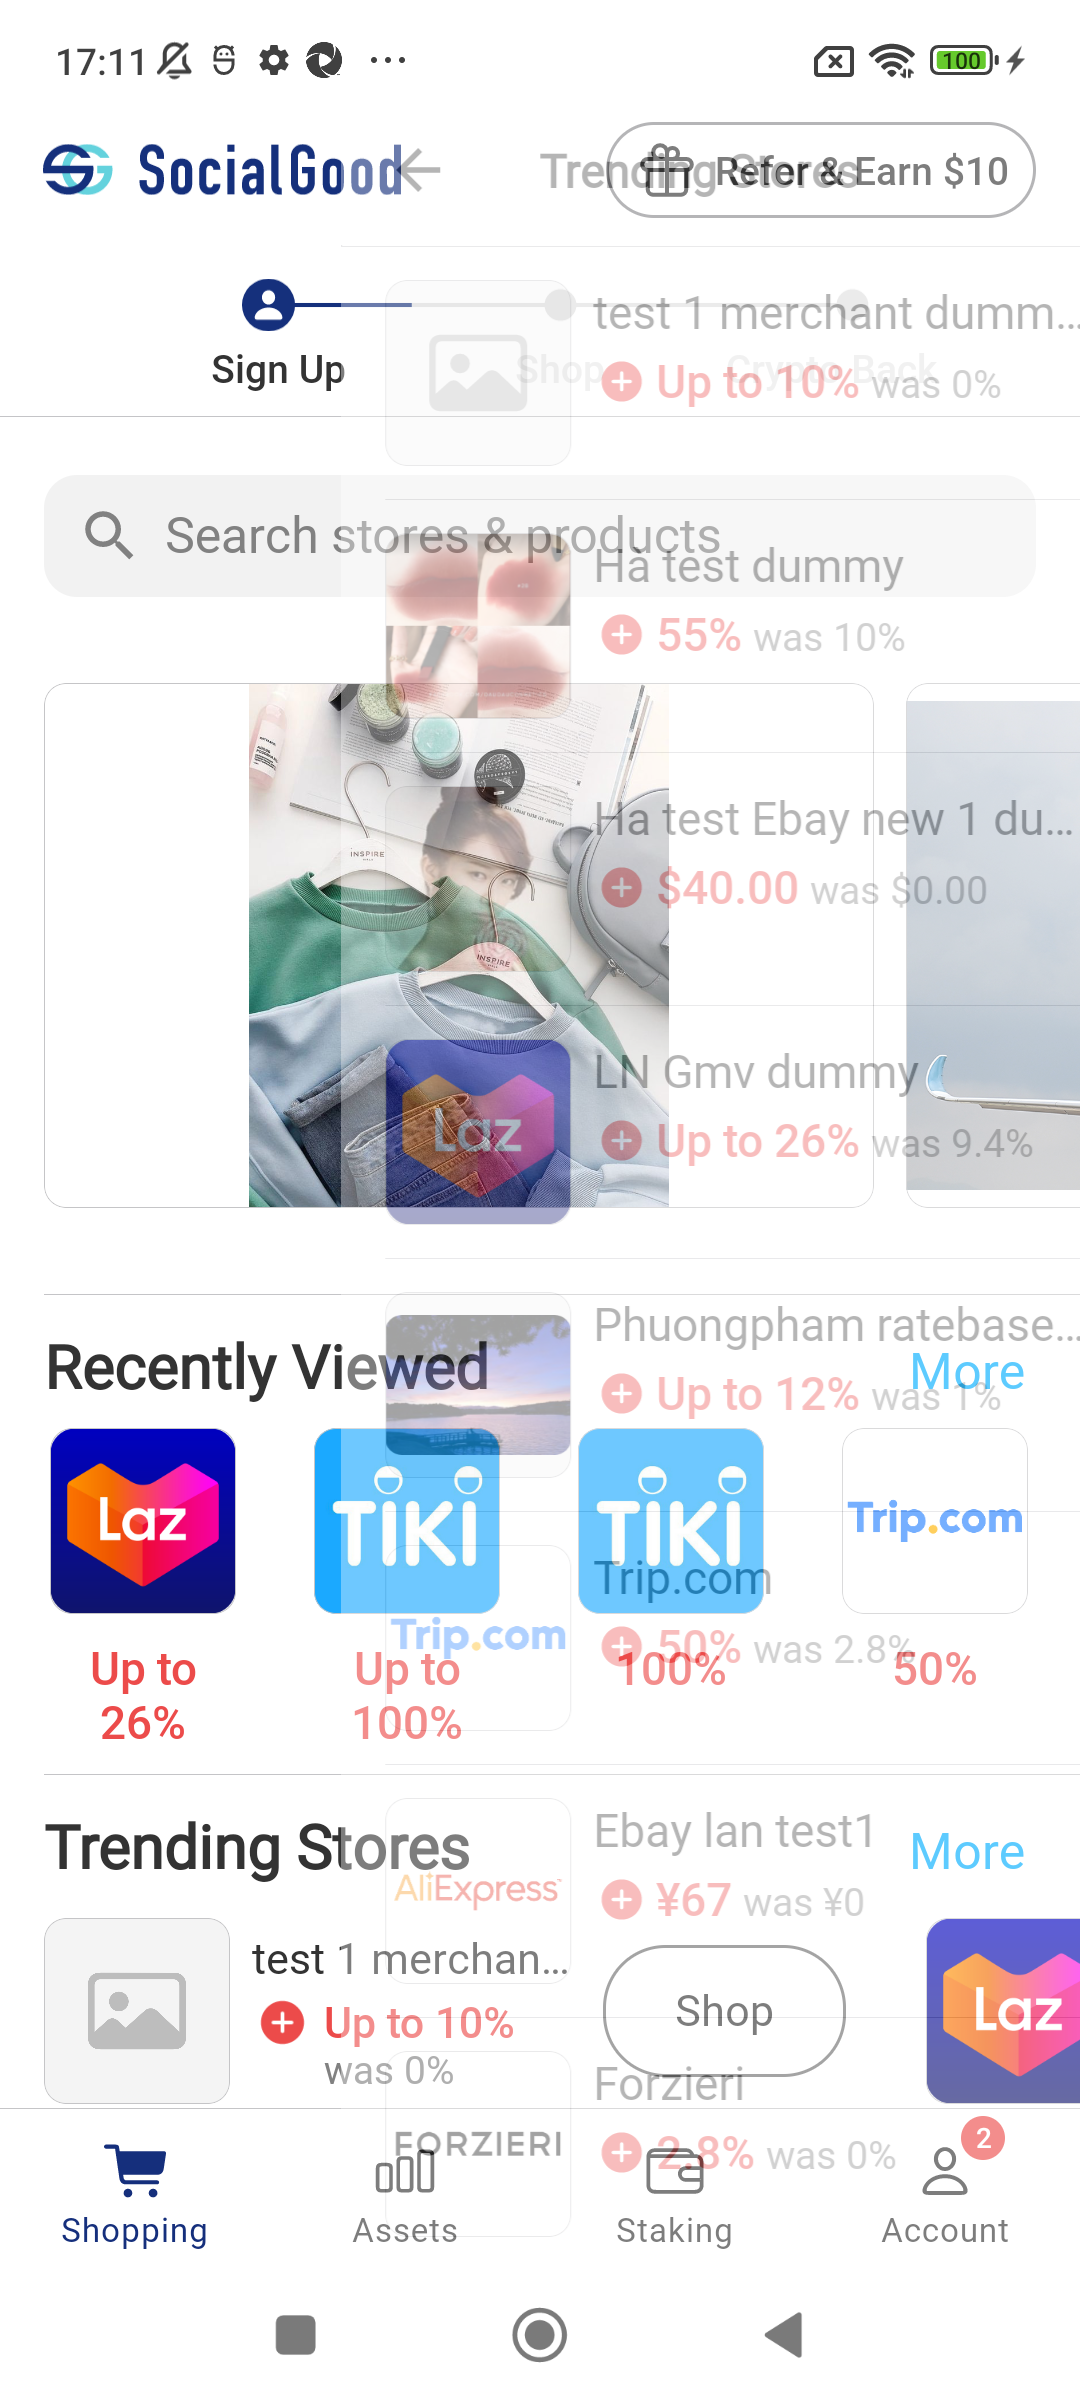 17:11
100
SocialGood
Trending Stores
Refer & Earn $10
Sign Up
Shop
Crypto Back
test 1 merchant dumm...
Up to 10% was 0%
Search stores & products
Hà test dummy
55% was 10%
INSPIRE
INSPIRE
Ha test Ebay new 1 du...
$40.00 was $0.00
Laz
LN Gmv dummy
Up to 26% was 9.4%
Recently Viewed
More
Phuongpham ratebase...
Up to 12% was 1%
Laz
TIKI
TIKI
Trip.com
Trip.com
Trip.com
50% was 2.8%
Up to
26%
Up to
100%
100%
50%
Trending Stores
More
AliExpress
Ebay lan test1
¥67 was ¥0
test 1 merchan...
Up to 10%
was 0%
Shop
Laz
FORZIERI
Forzieri
2.8% was 0%
2
Shopping
Assets
Staking
Account